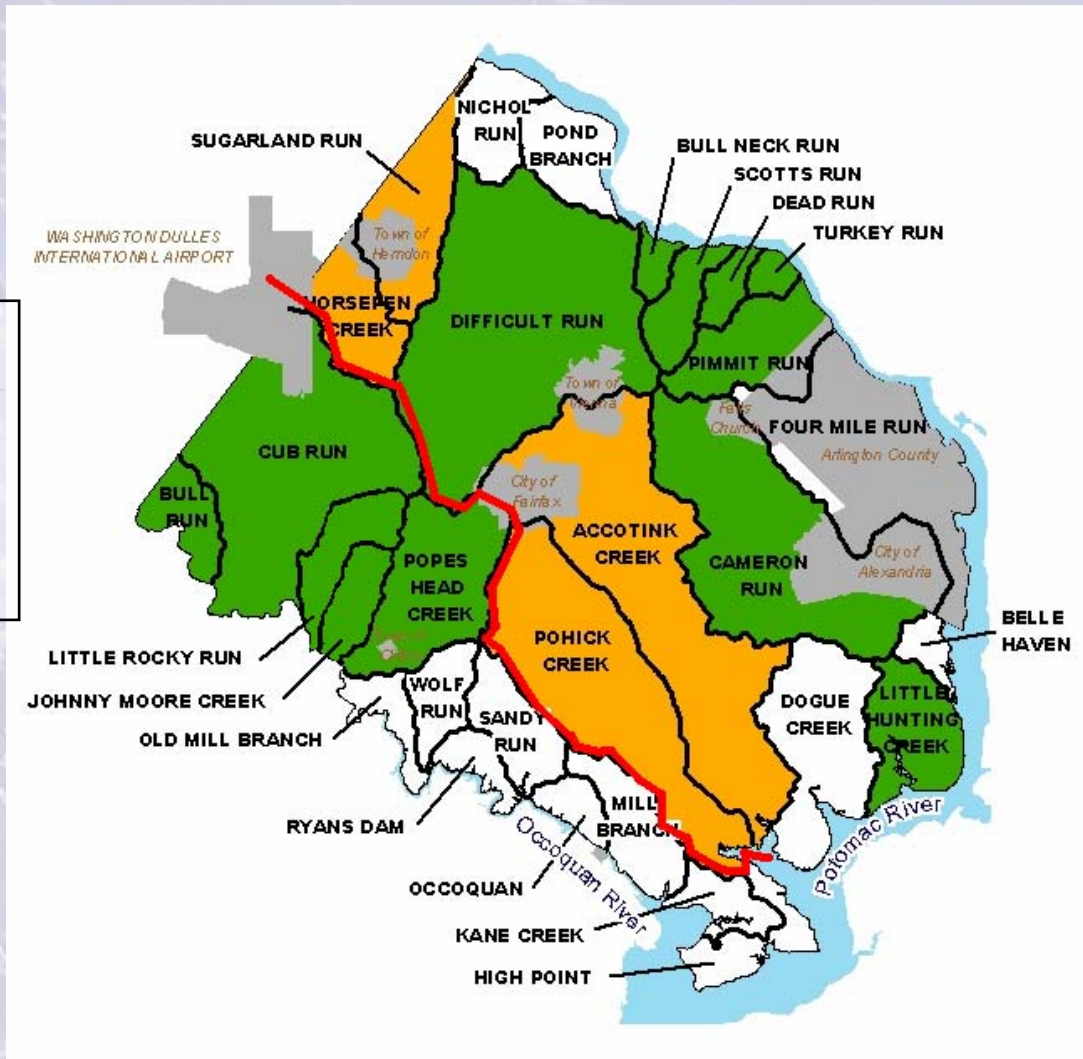 NICHOL
RUN
POND
BRANCH
SUGARLAND RUN
BULL NECK RUN
SCOTTS RUN
DEAD RUN
TURKEY RUN
WASHINGTON DULLES
INTERNATIONAL AIRPORT
Town of
Herndon
HORSEPEN
CREEK
DIFFICULT RUN
PIMMIT RUN
Town of
Vienna
Falls
Church
FOUR MILE RUN
Arlington County
CUB RUN
BULL
RUN
City of
Fairfax
ACCOTINK
CREEK
CAMERON
RUN
City of
Alexandria
POPES
HEAD
CREEK
BELLE
HAVEN
POHICK
CREEK
LITTLE ROCKY RUN
JOHNNY MOORE CREEK
OLD MILL BRANCH
WOLF
RUN
SANDY
RUN
DOGUE
CREEK
LITTLE
HUNTING
CREEK
RYANS DAM
MILL
BRANCH
OCCOQUAN
Occoquan River
Potomac River
KANE CREEK
HIGH POINT